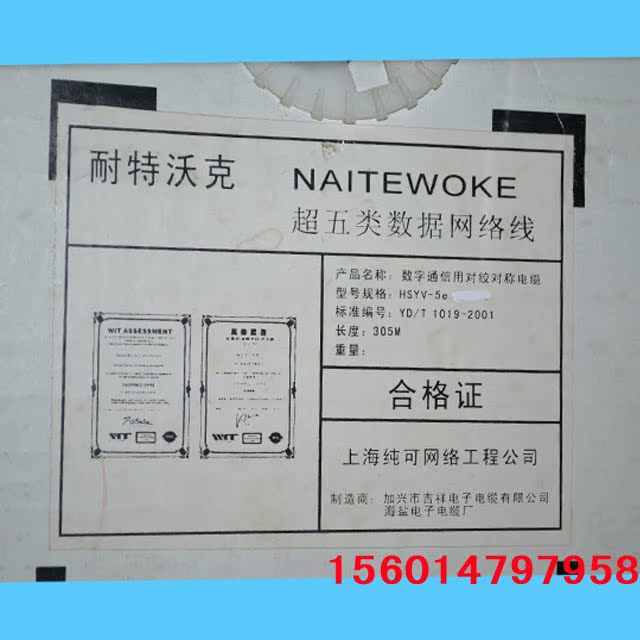 耐特沃克
NAITEWOKE
超五类数据网络线
产品名称：数字通信用对绞对称电缆
型号规格：HSYV-5e
标准编号：YD/T 1019-2001
长度：305M
重量：
WIT ASSESSMENT
WIT
WIT
合格证
上海纯可网络工程公司
制造商：加兴市吉祥电子电缆有限公司
海盐电子电缆厂
156014797958